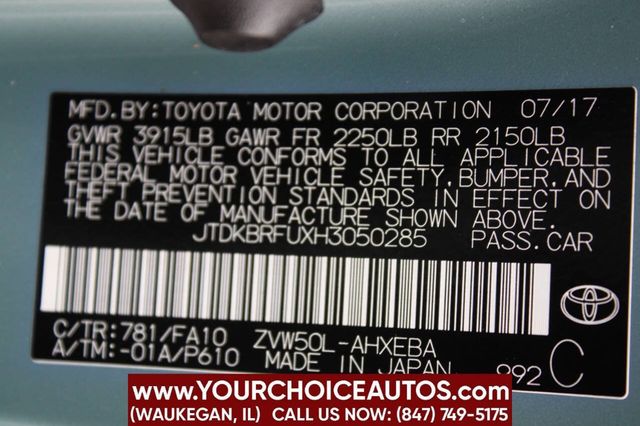 MFD. BY: TOYOTA MOTOR CORPORATION 07/17
GVWR 3915LB GAWR FR 2250LB RR 2150LB
THIS VEHICLE CONFORMS TO ALL APPLICABLE
FEDERAL MOTOR VEHICLE SAFETY, BUMPER, AND
THEFT PREVENTION STANDARDS IN EFFECT ON
THE DATE OF MANUFACTURE SHOWN ABOVE.
JTDKBRFUXH3050285 PASS.CAR
C/TR: 781/FA10 ZVW50L-AHXEBA
A/TM: -01A/P610 MADE IN JAPAN 992 C
WWW.YOURCHOICEAUTOS.COM
(WAUKEGAN, IL) CALL US NOW: (847) 749-5175